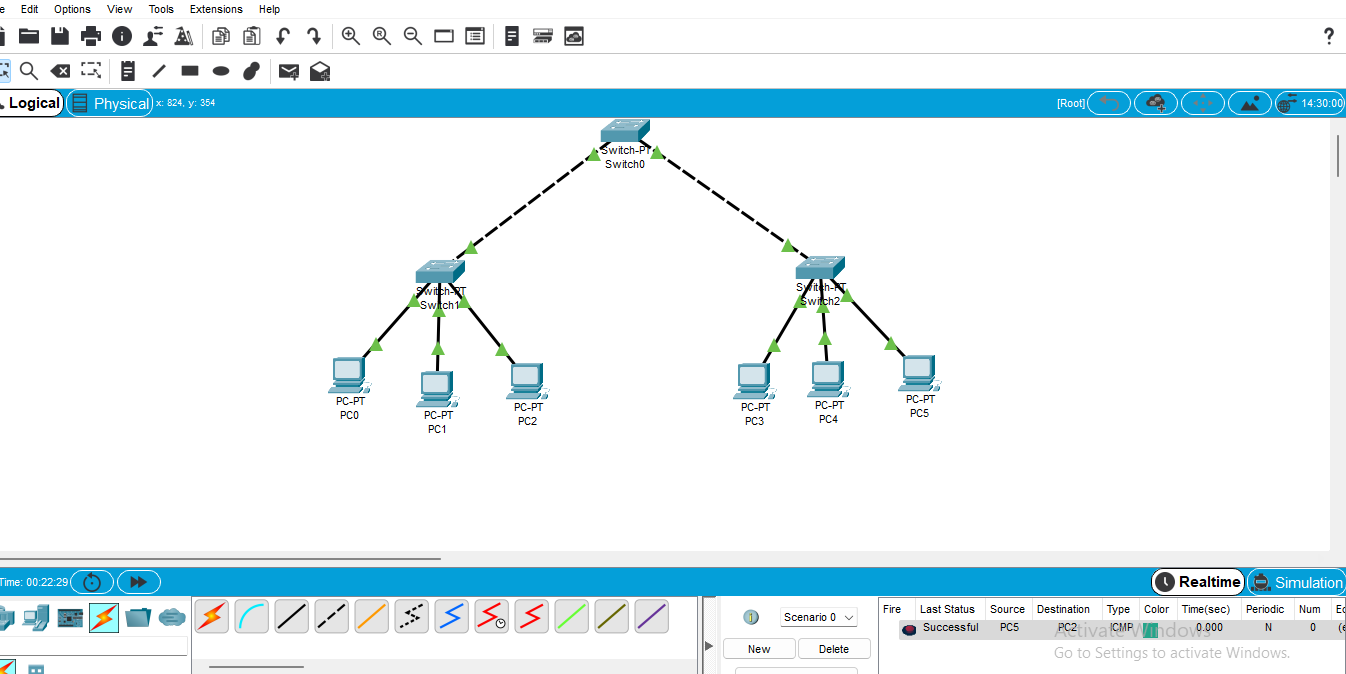 e Edit Options View Tools Extensions Help
?
Logical Physical x: 824, y: 354 [Root] 14:30:00
Switch-PT
Switch0
Switch-PT
Switch1
Switch-PT
Switch2
PC-PT
PC0
PC-PT
PC1
PC-PT
PC2
PC-PT
PC3
PC-PT
PC4
PC-PT
PC5
Time: 00:22:29 Realtime Simulation
Scenario 0
New Delete
Fire Last Status Source Destination Type Color Time(sec) Periodic Num Ed
Successful PC5 PC2 ICMP 0.000 N 0 (e
Activate Windows
Go to Settings to activate Windows.